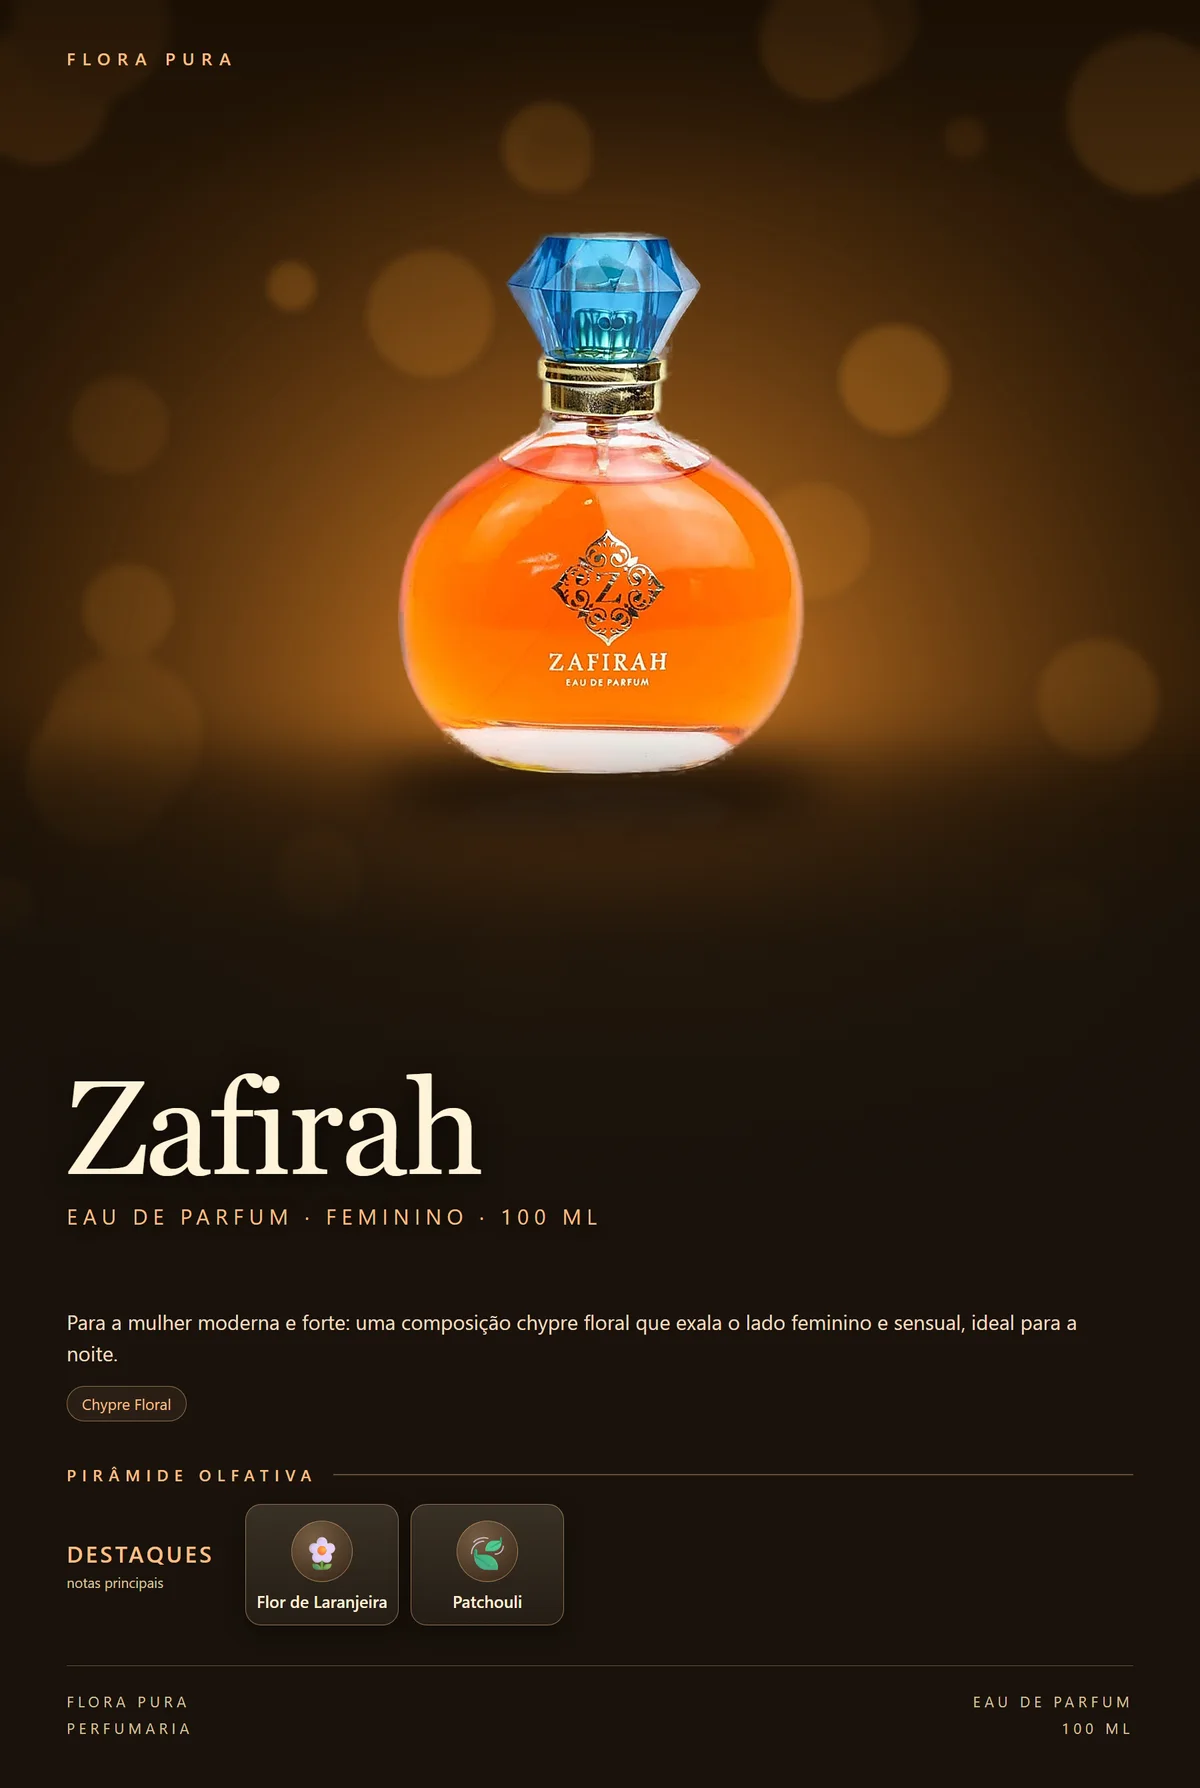 FLORA PURA
Z
ZAFIRAH
EAU DE PARFUM
Zafirah
EAU DE PARFUM · FEMININO · 100 ML
Para a mulher moderna e forte: uma composição chypre floral que exala o lado feminino e sensual, ideal para a
noite.
Chypre Floral
PIRÂMIDE OLFATIVA
DESTAQUES
notas principais
Flor de Laranjeira
Patchouli
FLORA PURA
PERFUMARIA
EAU DE PARFUM
100 ML